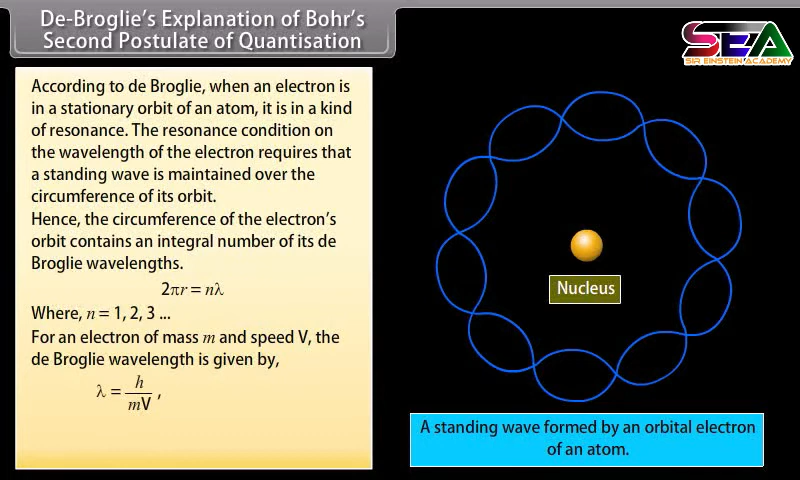 De-Broglie's Explanation of Bohr's
Second Postulate of Quantisation
SEA
SIR EINSTEIN ACADEMY
According to de Broglie, when an electron is
in a stationary orbit of an atom, it is in a kind
of resonance. The resonance condition on
the wavelength of the electron requires that
a standing wave is maintained over the
circumference of its orbit.
Hence, the circumference of the electron's
orbit contains an integral number of its de
Broglie wavelengths.
2πr = nλ
Where, n = 1, 2, 3 ...
For an electron of mass m and speed V, the
de Broglie wavelength is given by,
λ = h/mV ,
Nucleus
A standing wave formed by an orbital electron
of an atom.